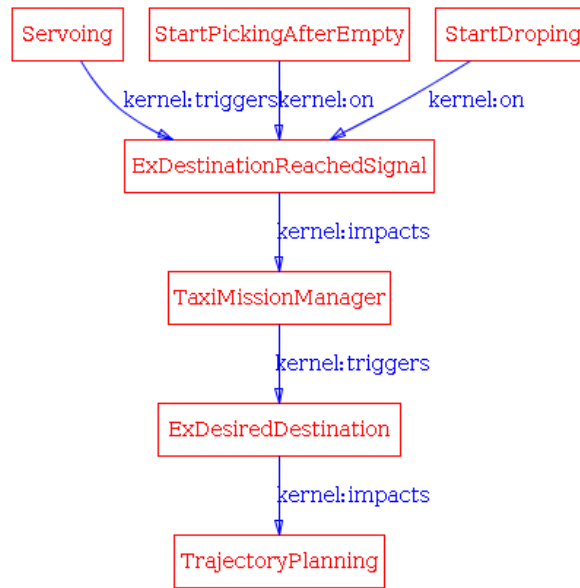 Servoing
StartPickingAfterEmpty
StartDroping
kernel:triggers
kernel:on
kernel:on
ExDestinationReachedSignal
kernel:impacts
TaxiMissionManager
kernel:triggers
ExDesiredDestination
kernel:impacts
TrajectoryPlanning